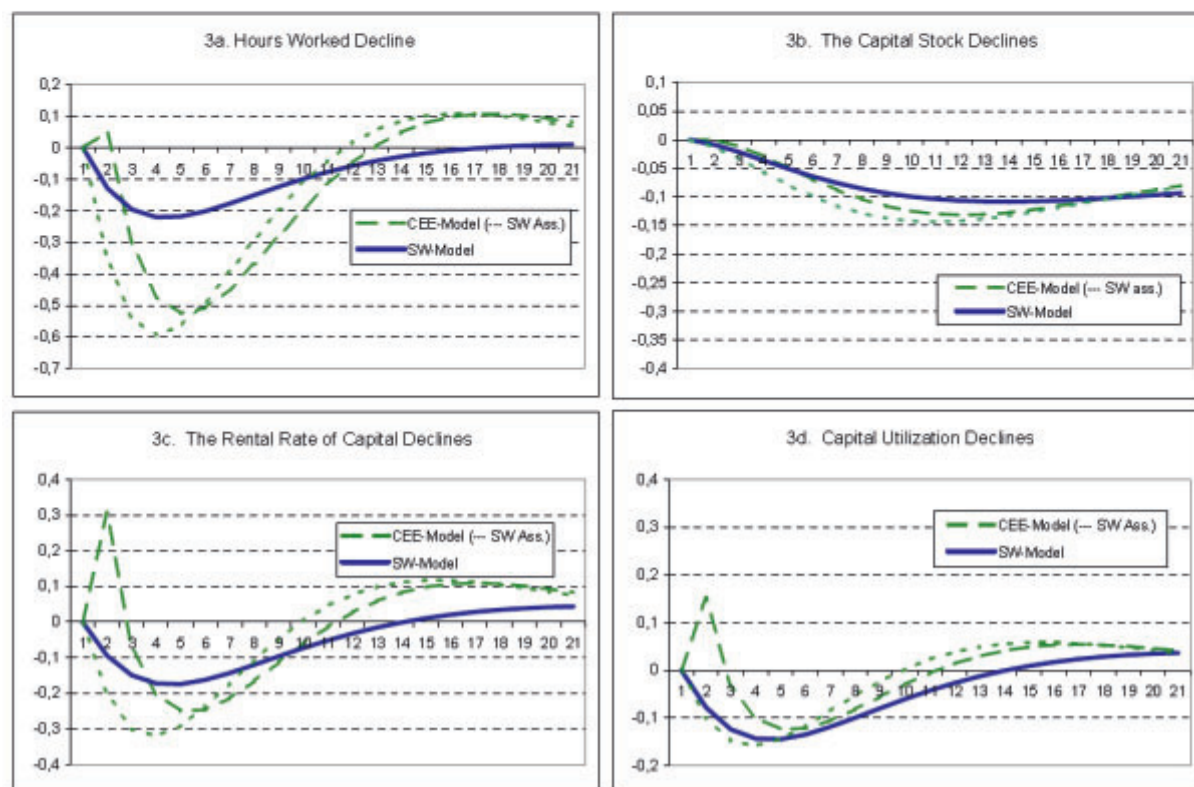 3a. Hours Worked Decline
0,2
0,1
0
-0,1
-0,2
-0,3
-0,4
-0,5
-0,6
-0,7
1 2 3 4 5 6 7 8 9 10 11 12 13 14 15 16 17 18 19 20 21
CEE-Model (--- SW Ass.)
SW-Model
3b. The Capital Stock Declines
0,1
0,05
0
-0,05
-0,1
-0,15
-0,2
-0,25
-0,3
-0,35
-0,4
1 2 3 4 5 6 7 8 9 10 11 12 13 14 15 16 17 18 19 20 21
CEE-Model (--- SW ass.)
SW-Model
3c. The Rental Rate of Capital Declines
0,4
0,3
0,2
0,1
0
-0,1
-0,2
-0,3
-0,4
1 2 3 4 5 6 7 8 9 10 11 12 13 14 15 16 17 18 19 20 21
CEE-Model (--- SW Ass.)
SW-Model
3d. Capital Utilization Declines
0,4
0,3
0,2
0,1
0
-0,1
-0,2
1 2 3 4 5 6 7 8 9 10 11 12 13 14 15 16 17 18 19 20 21
CEE-Model (--- SW Ass.)
SW-Model